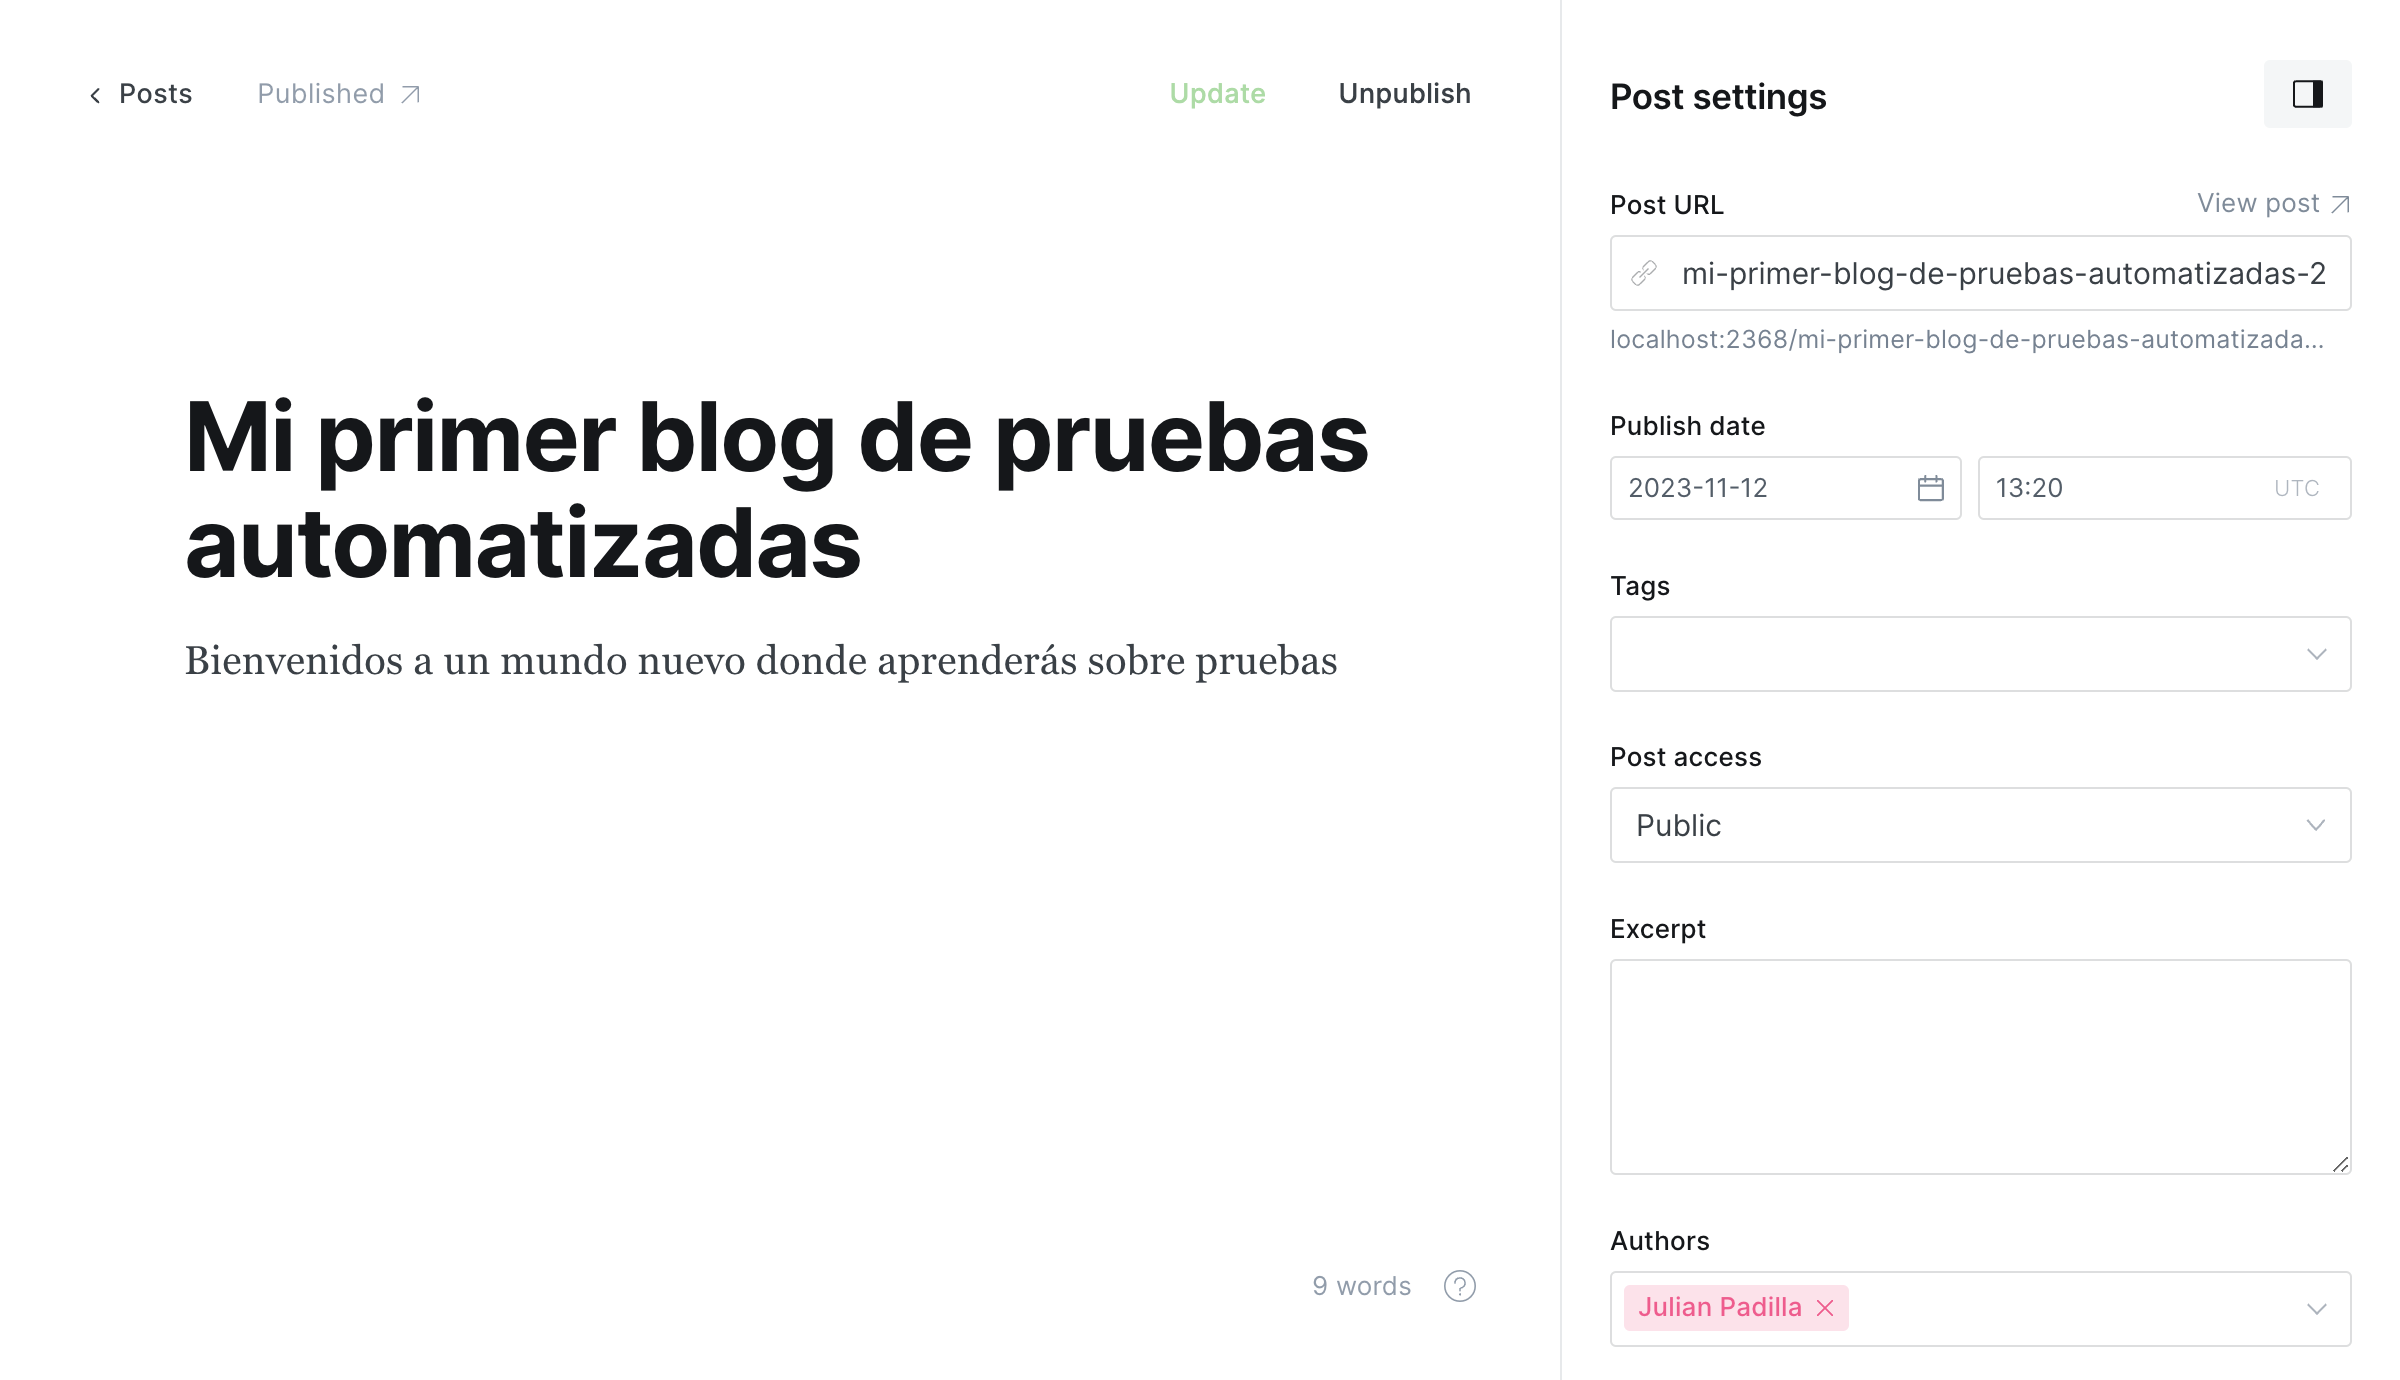 Posts
Published
Update
Unpublish
Mi primer blog de pruebas
automatizadas
Bienvenidos a un mundo nuevo donde aprenderás sobre pruebas
9 words
?
Post settings
Post URL
View post
mi-primer-blog-de-pruebas-automatizadas-2
localhost:2368/mi-primer-blog-de-pruebas-automatizada...
Publish date
2023-11-12
13:20
UTC
Tags
Post access
Public
Excerpt
Authors
Julian Padilla